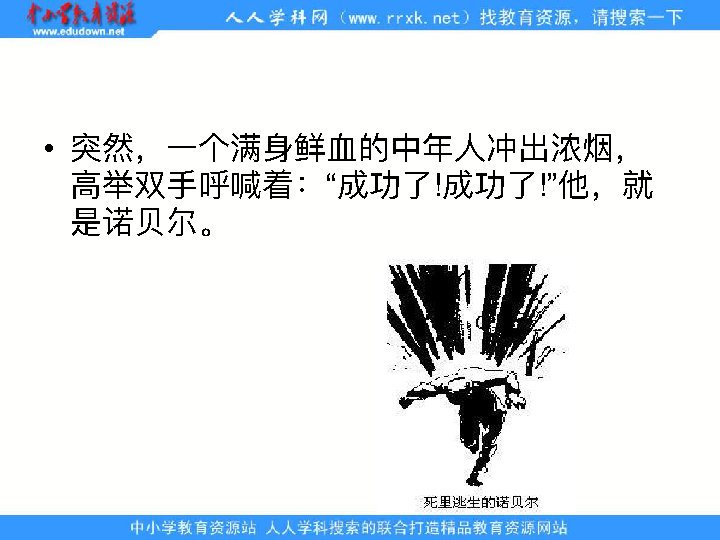 中小学教育资源
www.edudown.net
人人学科网（www.rrxk.net）找教育资源，请搜索一下
• 突然，一个满身鲜血的中年人冲出浓烟，
高举双手呼喊着：“成功了!成功了!”他，就
是诺贝尔。
死里逃生的诺贝尔
中小学教育资源站 人人学科搜索的联合打造精品教育资源网站